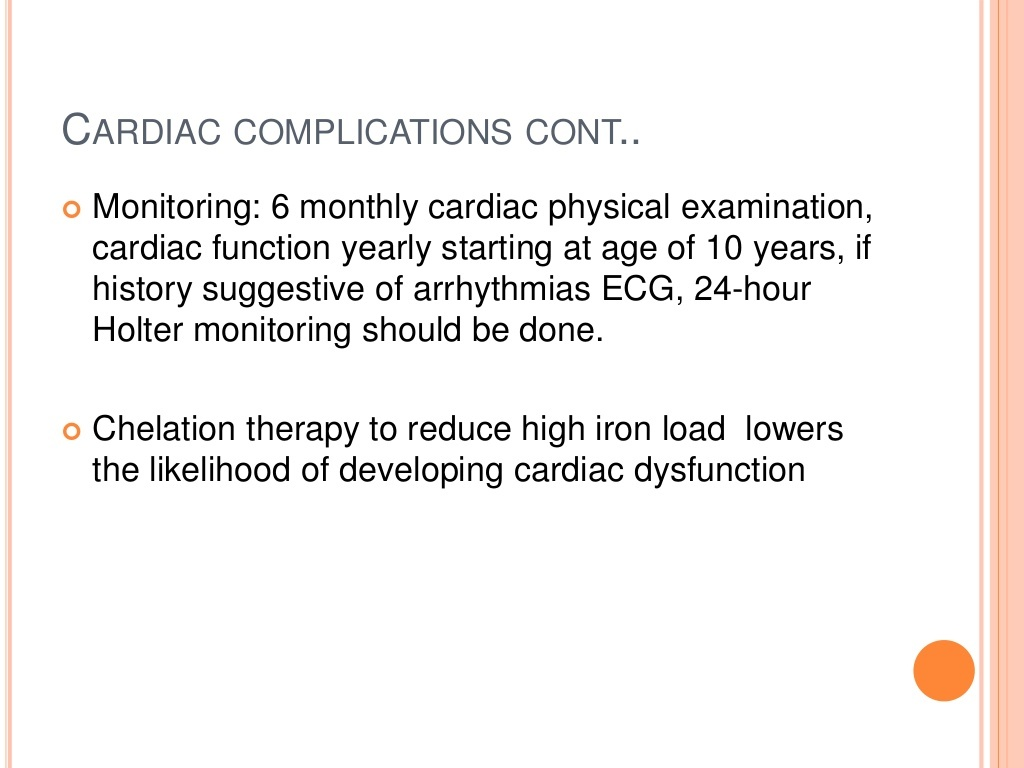 CARDIAC COMPLICATIONS CONT..
Monitoring: 6 monthly cardiac physical examination,
cardiac function yearly starting at age of 10 years, if
history suggestive of arrhythmias ECG, 24-hour
Holter monitoring should be done.
Chelation therapy to reduce high iron load  lowers
the likelihood of developing cardiac dysfunction